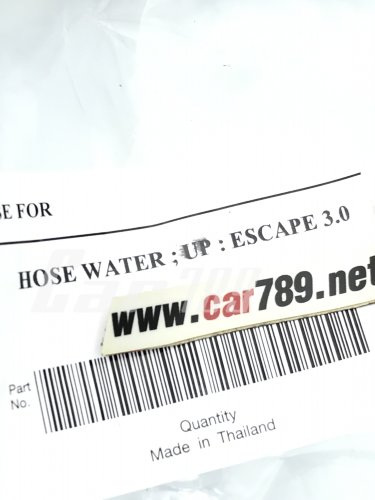 SE FOR
HOSE WATER ; UP : ESCAPE 3.0
www.car789.net
Part
No.
Quantity
Made in Thailand